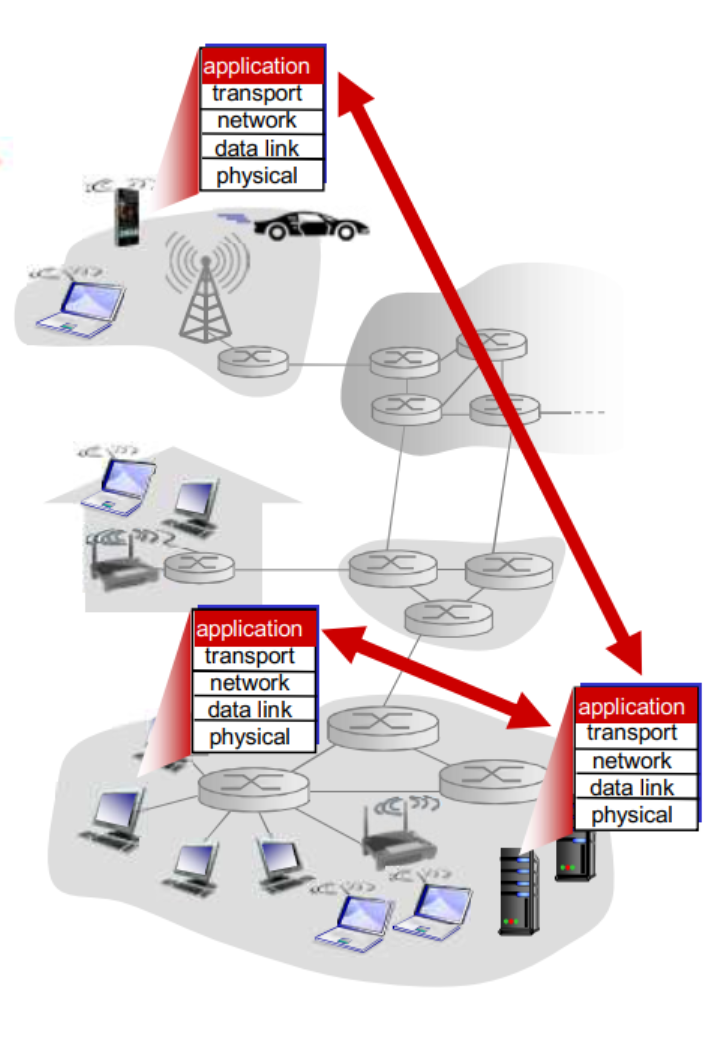 application
transport
network
data link
physical
application
transport
network
data link
physical
application
transport
network
data link
physical